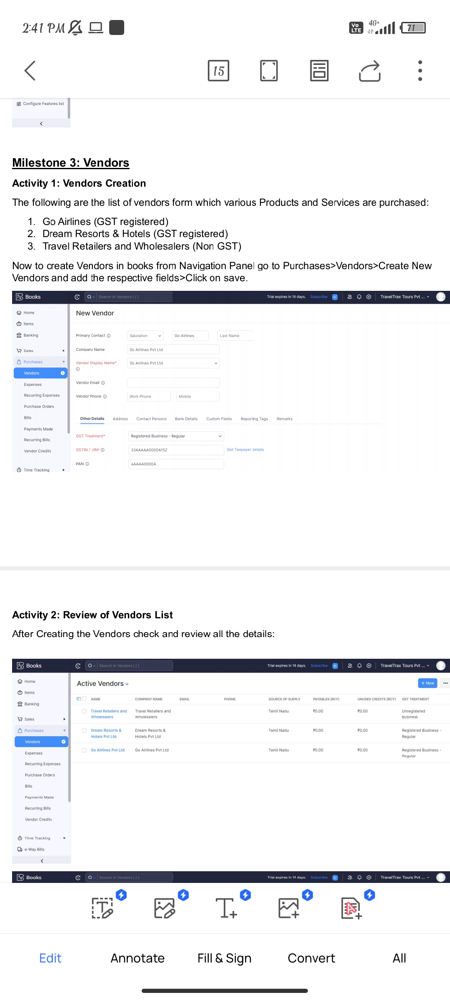 2:41 PM
Vo LTE 4G+ 71
15
Configure Features list
Milestone 3: Vendors
Activity 1: Vendors Creation
The following are the list of vendors form which various Products and Services are purchased:
1. Go Airlines (GST registered)
2. Dream Resorts & Hotels (GST registered)
3. Travel Retailers and Wholesalers (Non GST)
Now to create Vendors in books from Navigation Panel go to Purchases>Vendors>Create New
Vendors and add the respective fields>Click on save.
Books
Search in Vendors ( / )
Trial expires in 14 days. Subscribe
TravelTrax Tours Pvt ...
Home
Items
Banking
Sales
Purchases
Vendors
Expenses
Recurring Expenses
Purchase Orders
Bills
Payments Made
Recurring Bills
Vendor Credits
Time Tracking
New Vendor
Primary Contact Salutation Go Airlines Last Name
Company Name Go Airlines Pvt Ltd
Vendor Display Name* Go Airlines Pvt Ltd
Vendor Email
Vendor Phone Work Phone Mobile
Other Details Address Contact Persons Bank Details Custom Fields Reporting Tags Remarks
GST Treatment* Registered Business - Regular
GSTIN / UIN* 33AAAAA0000A15Z Get Taxpayer details
PAN AAAAA0000A
Activity 2: Review of Vendors List
After Creating the Vendors check and review all the details:
Books
Search in Vendors ( / )
Trial expires in 14 days. Subscribe
TravelTrax Tours Pvt ...
Home
Items
Banking
Sales
Purchases
Vendors
Expenses
Recurring Expenses
Purchase Orders
Bills
Payments Made
Recurring Bills
Vendor Credits
Time Tracking
e-Way Bills
Active Vendors
+ New
NAME COMPANY NAME EMAIL PHONE SOURCE OF SUPPLY PAYABLES (BCY) UNUSED CREDITS (BCY) GST TREATMENT
Travel Retailers and Travel Retailers and Tamil Nadu ₹0.00 ₹0.00 Unregistered
Wholesalers Wholesalers Business
Dream Resorts & Dream Resorts & Tamil Nadu ₹0.00 ₹0.00 Registered Business -
Hotels Pvt Ltd Hotels Pvt Ltd Regular
Go Airlines Pvt Ltd Go Airlines Pvt Ltd Tamil Nadu ₹0.00 ₹0.00 Registered Business -
Regular
Books
Search in Vendors ( / )
Trial expires in 14 days. Subscribe
TravelTrax Tours Pvt ...
Edit Annotate Fill & Sign Convert All